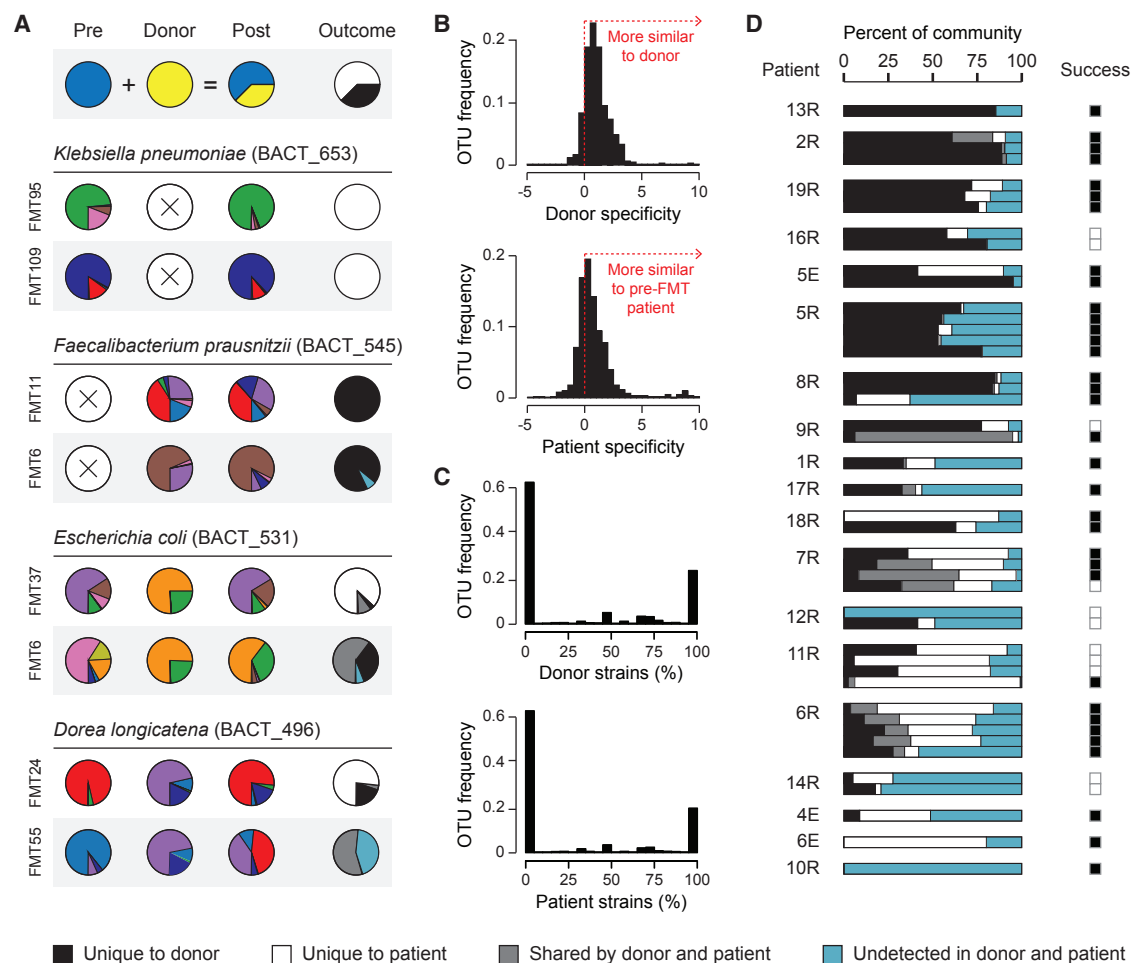 A
Pre Donor Post Outcome
+ =
Klebsiella pneumoniae (BACT_653)
FMT95
FMT109
Faecalibacterium prausnitzii (BACT_545)
FMT11
FMT6
Escherichia coli (BACT_531)
FMT37
FMT6
Dorea longicatena (BACT_496)
FMT24
FMT55
B
OTU frequency
0.2
0.1
0
More similar
to donor
-5 0 5 10
Donor specificity
OTU frequency
0.2
0.1
0
More similar
to pre-FMT
patient
-5 0 5 10
Patient specificity
C
OTU frequency
0.6
0.4
0.2
0
0 25 50 75 100
Donor strains (%)
OTU frequency
0.6
0.4
0.2
0
0 25 50 75 100
Patient strains (%)
D
Percent of community
Patient 0 25 50 75 100 Success
13R
2R
19R
16R
5E
5R
8R
9R
1R
17R
18R
7R
12R
11R
6R
14R
4E
6E
10R
Unique to donor Unique to patient Shared by donor and patient Undetected in donor and patient